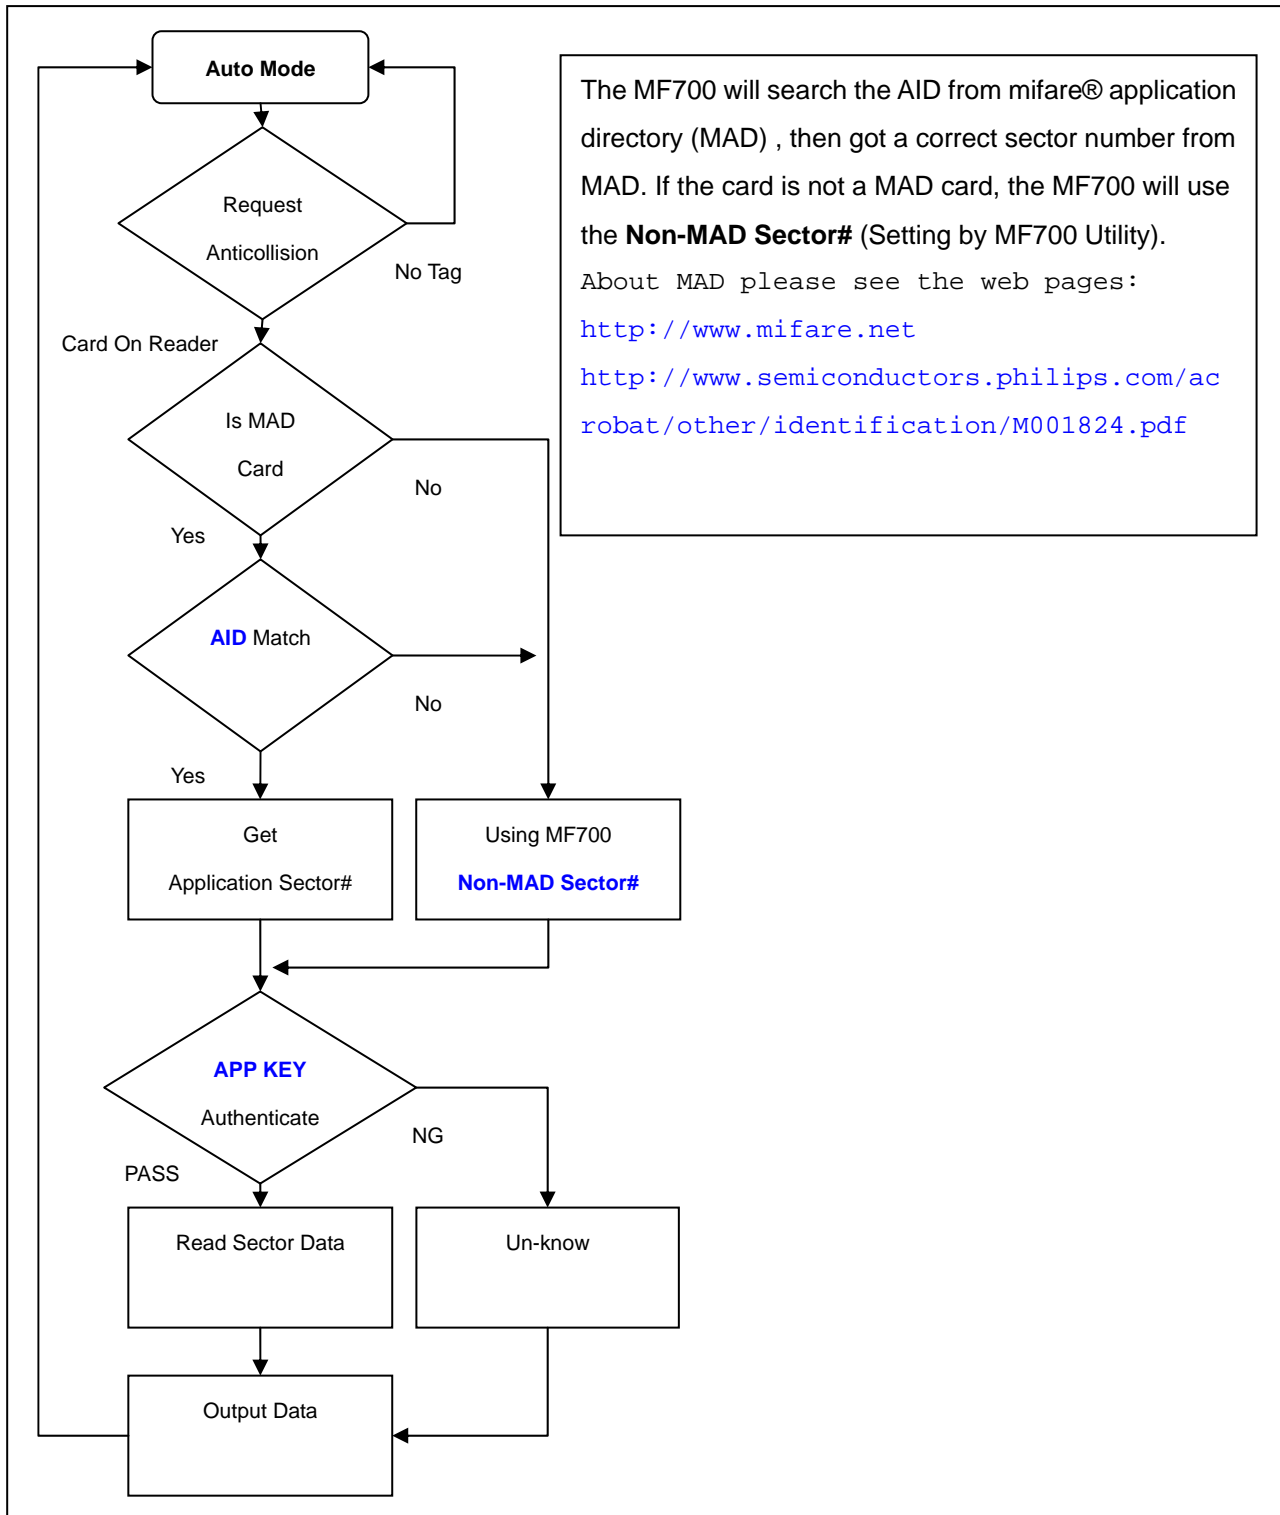 Auto Mode
Request
Anticollision
No Tag
Card On Reader
Is MAD
Card
No
Yes
AID Match
No
Yes
Get
Application Sector#
Using MF700
Non-MAD Sector#
APP KEY
Authenticate
NG
PASS
Read Sector Data
Un-know
Output Data
The MF700 will search the AID from mifare® application
directory (MAD) , then got a correct sector number from
MAD. If the card is not a MAD card, the MF700 will use
the Non-MAD Sector# (Setting by MF700 Utility).
About MAD please see the web pages:
http://www.mifare.net
http://www.semiconductors.philips.com/ac
robat/other/identification/M001824.pdf